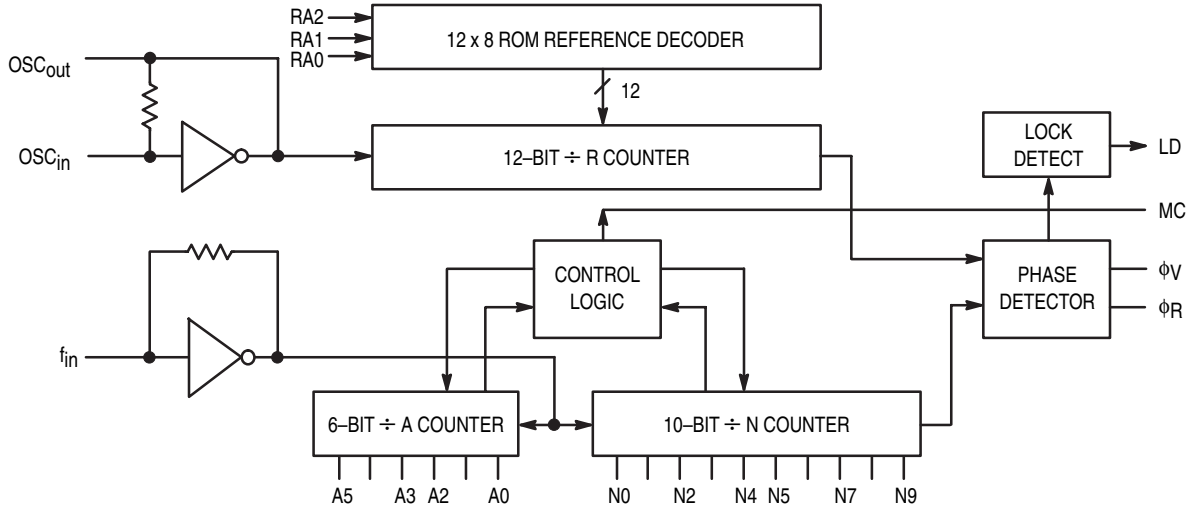 RA2
RA1
RA0
12 x 8 ROM REFERENCE DECODER
OSCout
12
OSCin
12–BIT ÷ R COUNTER
LOCK
DETECT
LD
MC
CONTROL
LOGIC
PHASE
DETECTOR
ϕV
ϕR
fin
6–BIT ÷ A COUNTER
10–BIT ÷ N COUNTER
A5 A3 A2 A0 N0 N2 N4 N5 N7 N9